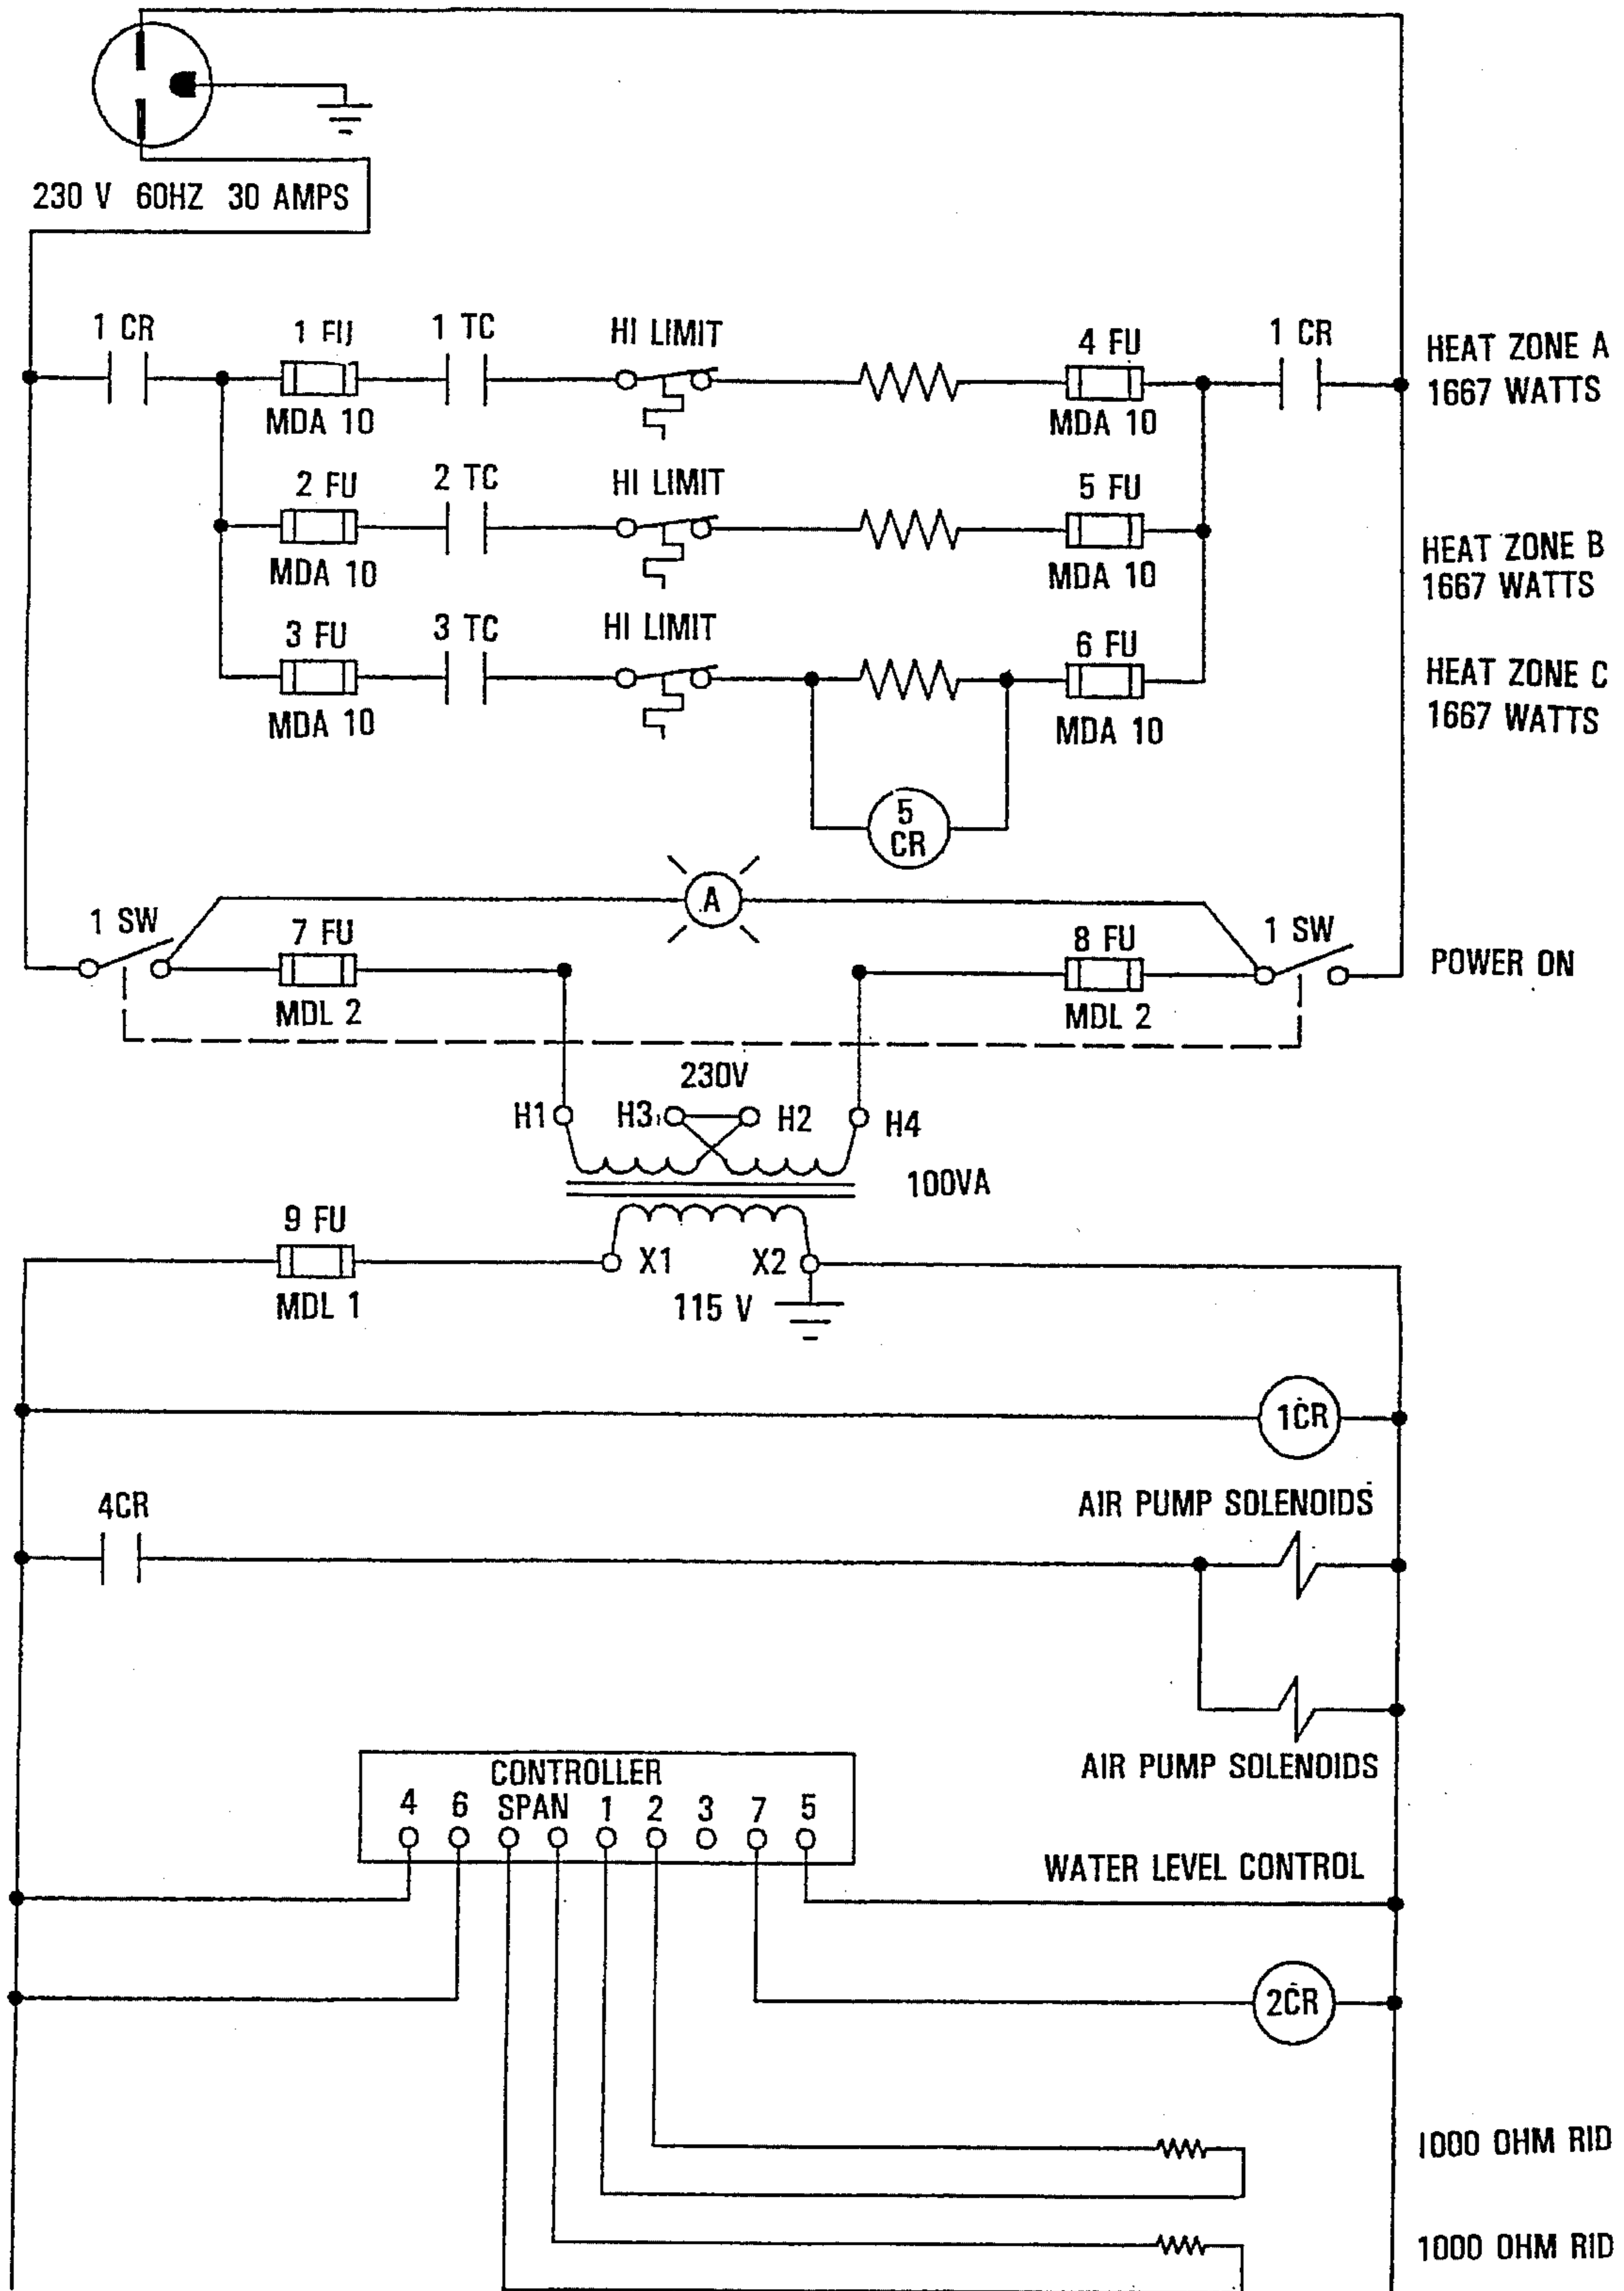 230 V 60HZ 30 AMPS
1 CR
1 FU
1 TC
HI LIMIT
4 FU
1 CR
HEAT ZONE A
1667 WATTS
MDA 10
MDA 10
2 FU
2 TC
HI LIMIT
5 FU
HEAT ZONE B
1667 WATTS
MDA 10
MDA 10
3 FU
3 TC
HI LIMIT
6 FU
HEAT ZONE C
1667 WATTS
MDA 10
MDA 10
5
CR
A
1 SW
7 FU
8 FU
1 SW
POWER ON
MDL 2
MDL 2
230V
H1
H3
H2
H4
100VA
9 FU
X1
X2
MDL 1
115 V
1CR
4CR
AIR PUMP SOLENOIDS
AIR PUMP SOLENOIDS
CONTROLLER
4 6 SPAN 1 2 3 7 5
WATER LEVEL CONTROL
2CR
1000 OHM RID
1000 OHM RID